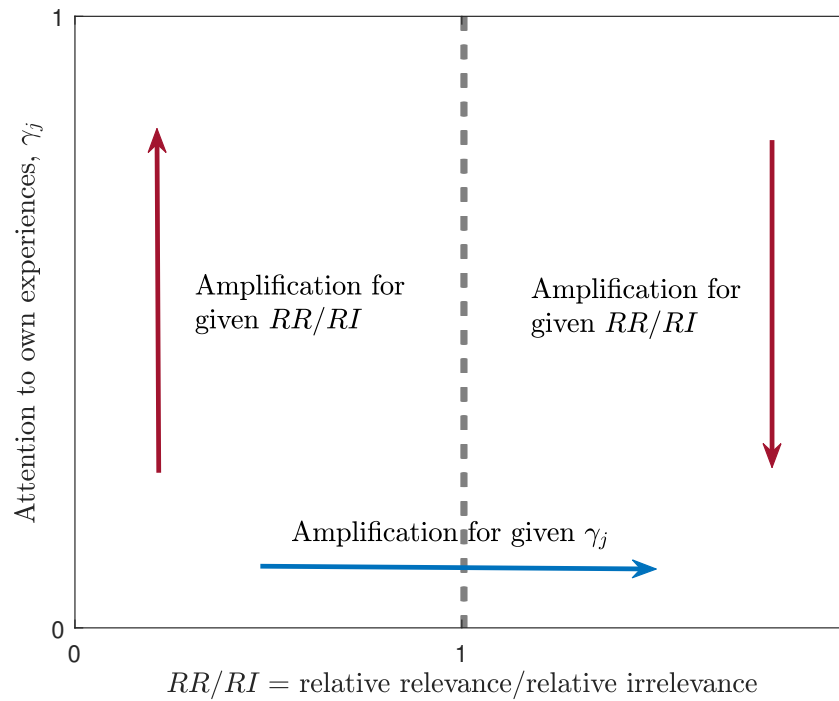 1
Attention to own experiences, γj
Amplification for
given RR/RI
Amplification for
given RR/RI
Amplification for given γj
0
0
1
RR/RI = relative relevance/relative irrelevance